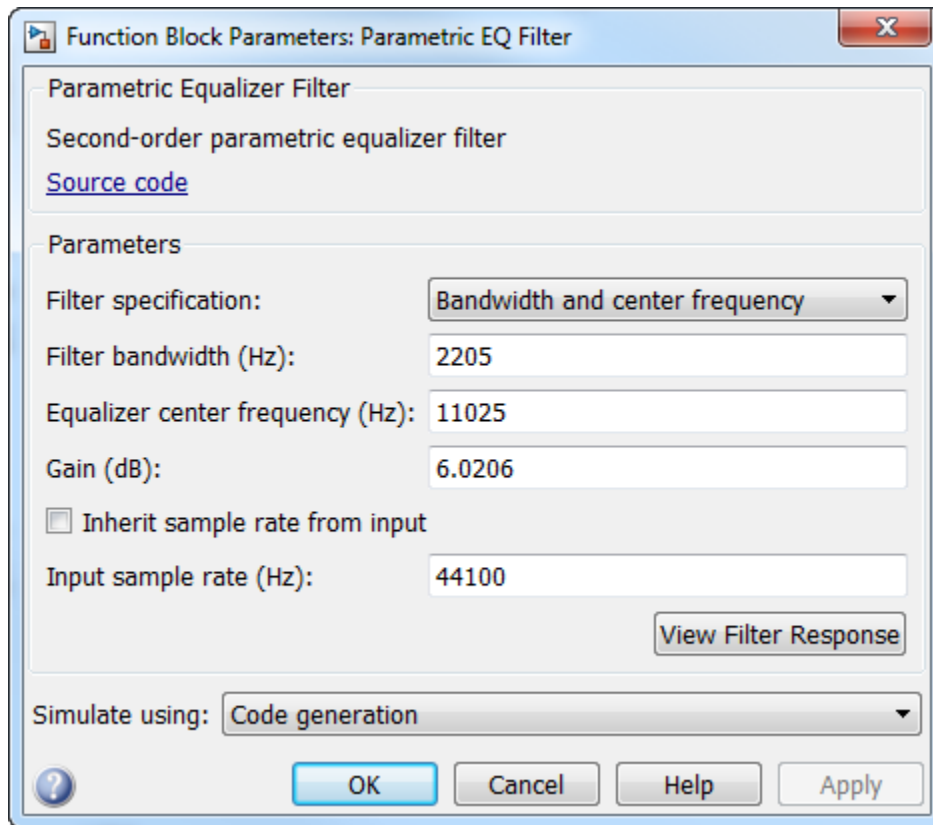 Function Block Parameters: Parametric EQ Filter
Parametric Equalizer Filter
Second-order parametric equalizer filter
Source code
Parameters
Filter specification: Bandwidth and center frequency
Filter bandwidth (Hz): 2205
Equalizer center frequency (Hz): 11025
Gain (dB): 6.0206
Inherit sample rate from input
Input sample rate (Hz): 44100
View Filter Response
Simulate using: Code generation
? OK Cancel Help Apply